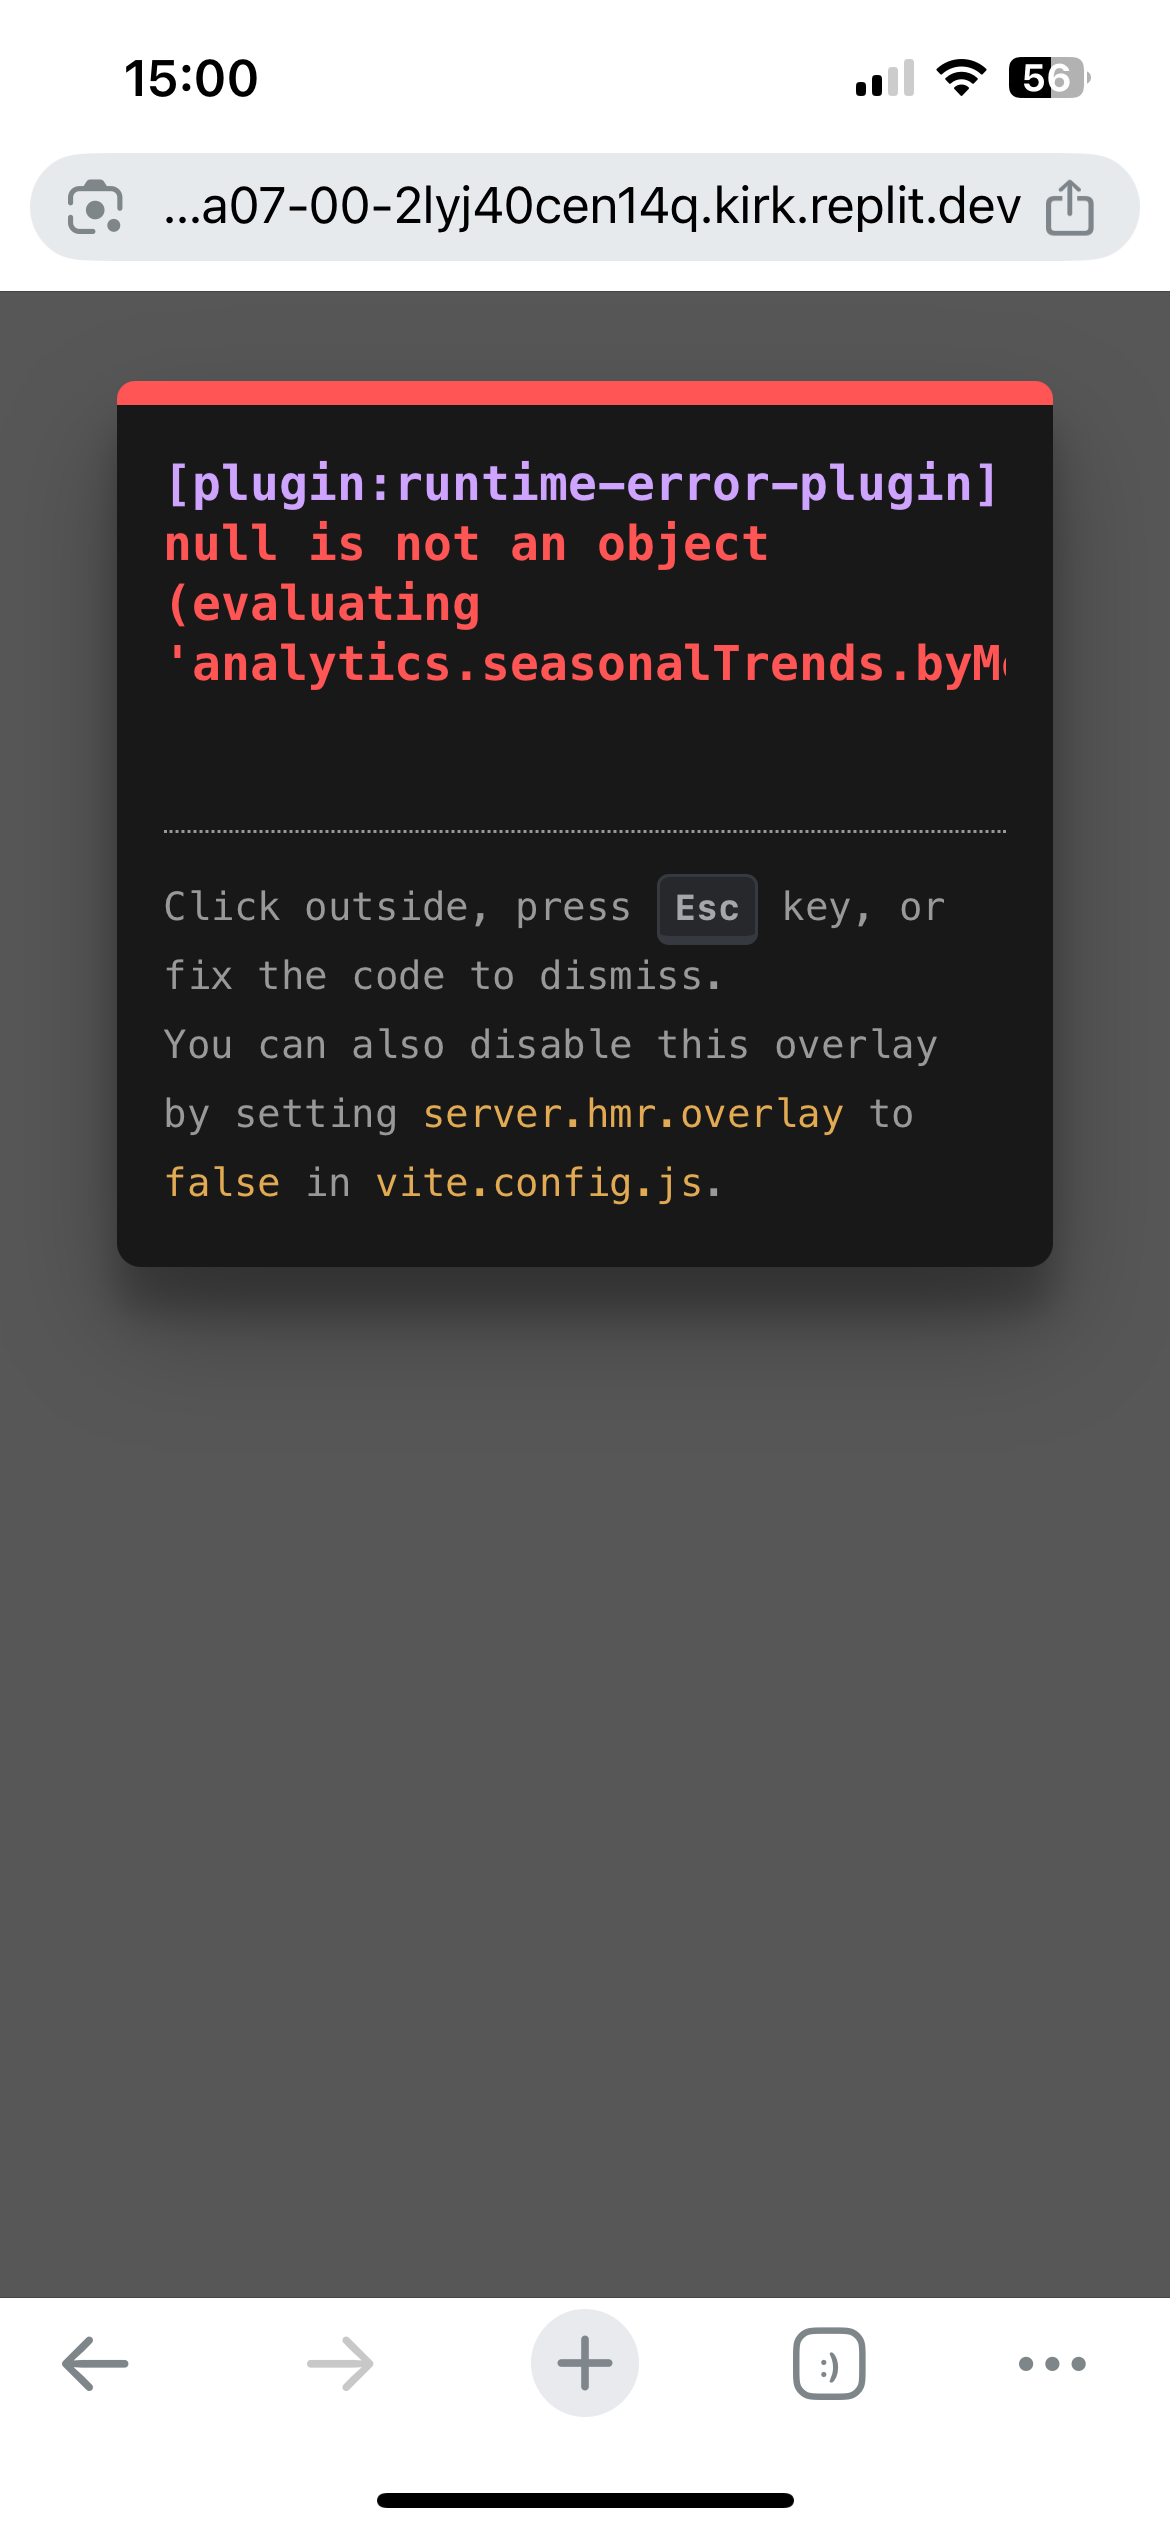 15:00
56
...a07-00-2lyj40cen14q.kirk.replit.dev
[plugin:runtime-error-plugin]
null is not an object
(evaluating
'analytics.seasonalTrends.byM
Click outside, press Esc key, or
fix the code to dismiss.
You can also disable this overlay
by setting server.hmr.overlay to
false in vite.config.js.
:)